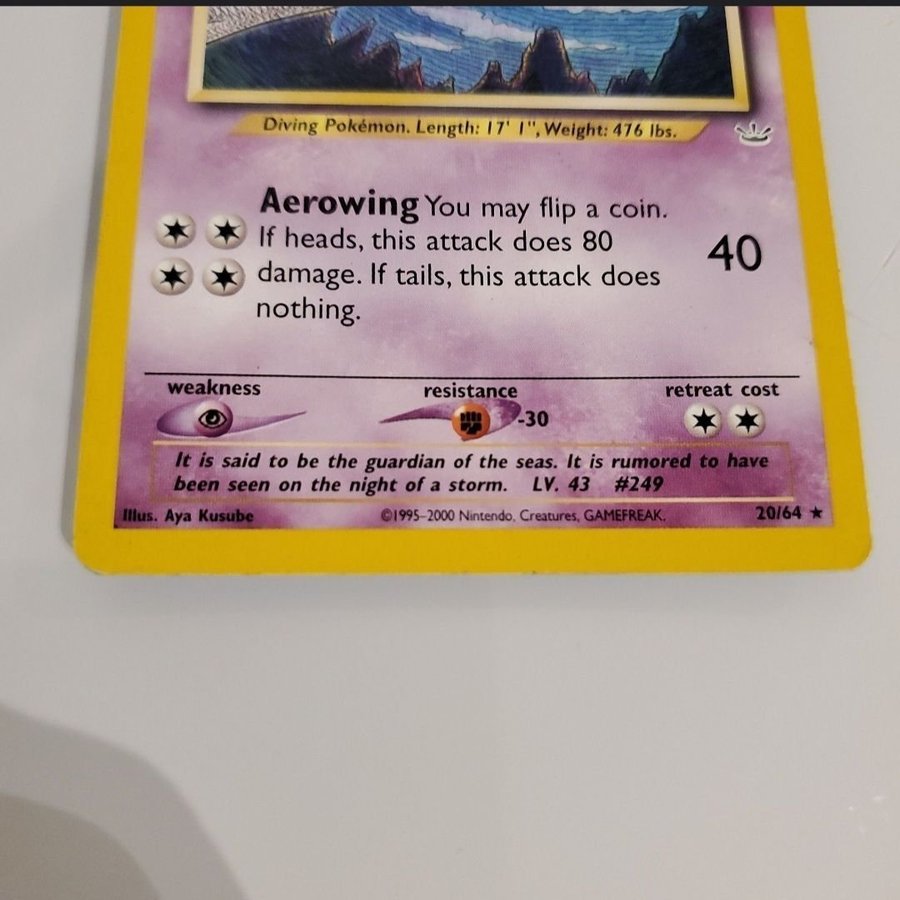 Diving Pokémon. Length: 17' 1", Weight: 476 lbs.
Aerowing You may flip a coin.
If heads, this attack does 80
damage. If tails, this attack does
nothing.
40
weakness
resistance
retreat cost
-30
It is said to be the guardian of the seas. It is rumored to have
been seen on the night of a storm. LV. 43 #249
Illus. Aya Kusube
©1995-2000 Nintendo, Creatures, GAMEFREAK.
20/64 ★